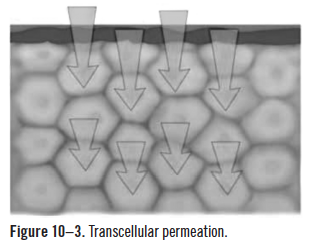 Figure 10–3. Transcellular permeation.